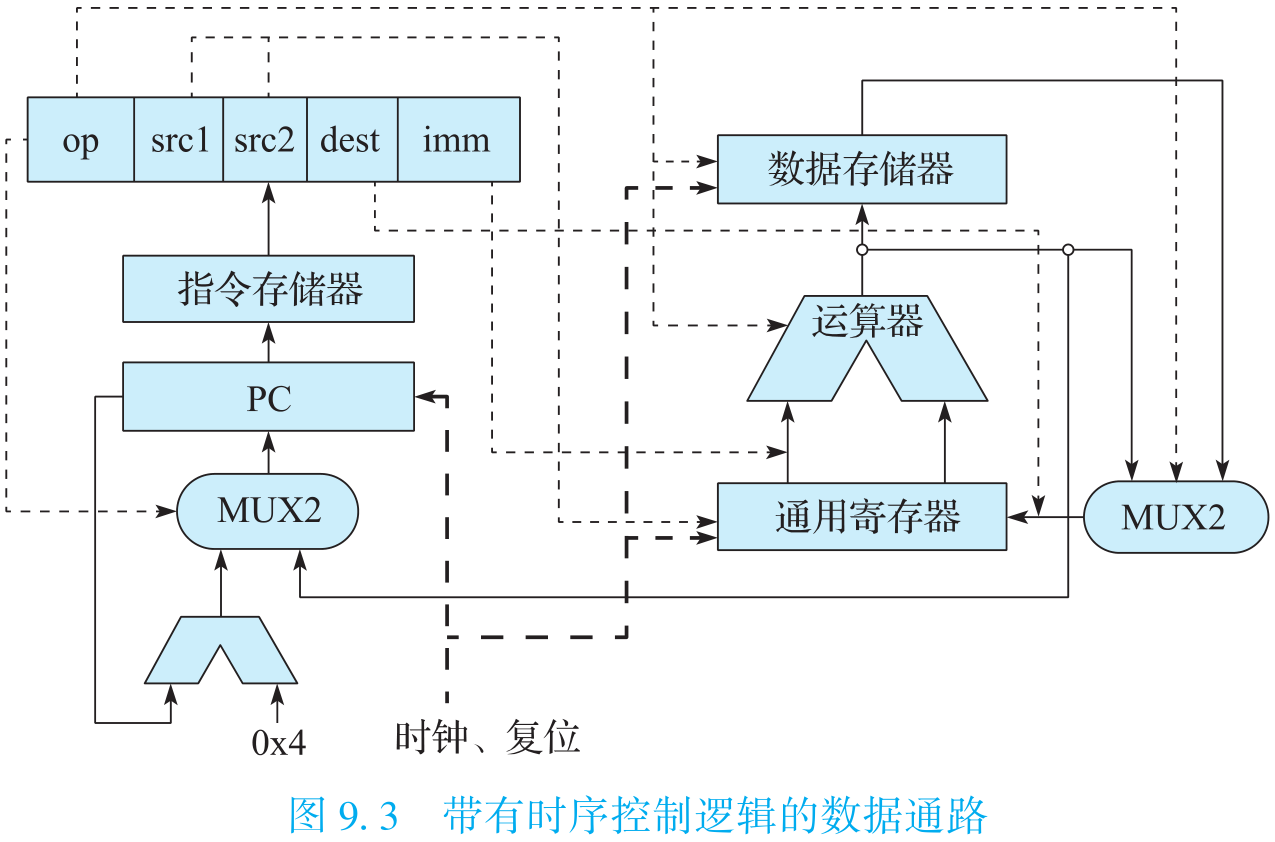 op src1 src2 dest imm
数据存储器
指令存储器
运算器
PC
MUX2
通用寄存器
MUX2
0x4
时钟、复位
图 9.3 带有时序控制逻辑的数据通路